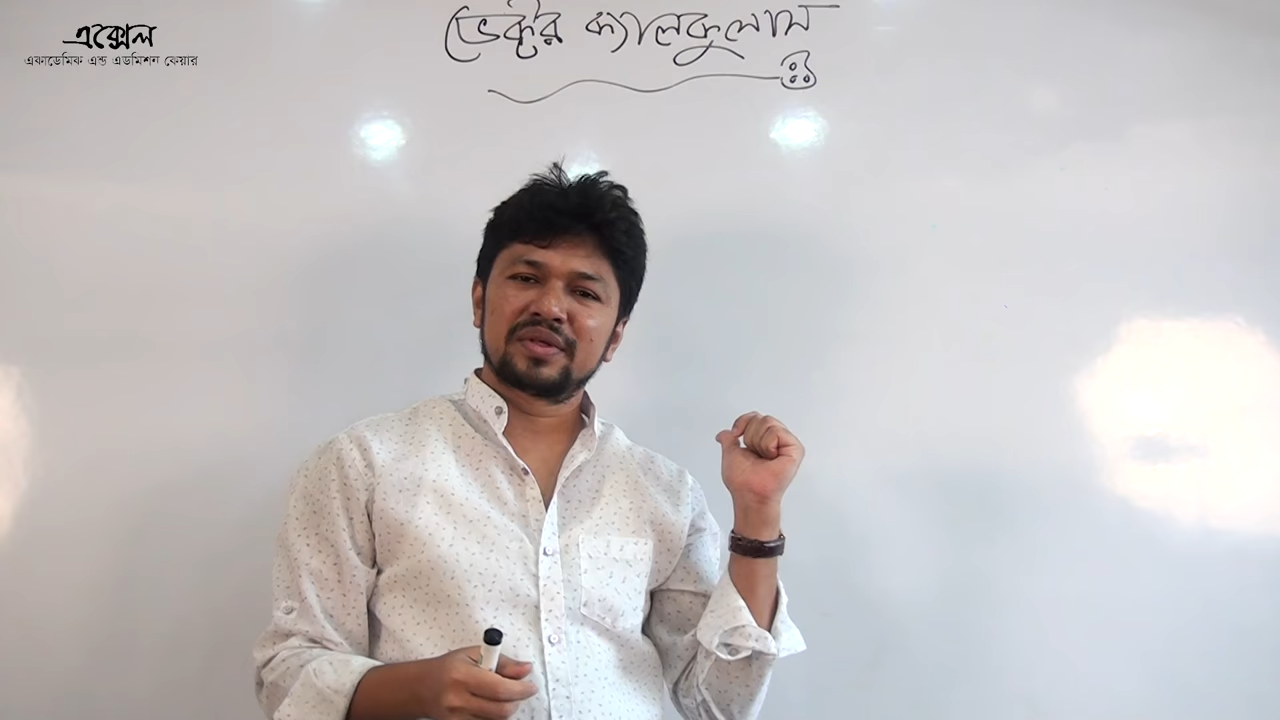 এক্সেল
একাডেমিক এন্ড এডমিশন কেয়ার
ভেক্টর ক্যালকুলাস